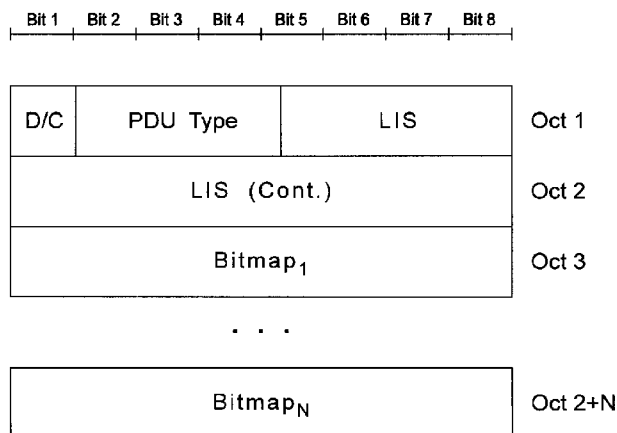 Bit 1 Bit 2 Bit 3 Bit 4 Bit 5 Bit 6 Bit 7 Bit 8
D/C PDU Type LIS Oct 1
LIS (Cont.) Oct 2
Bitmap₁ Oct 3
. . .
Bitmap_N Oct 2+N